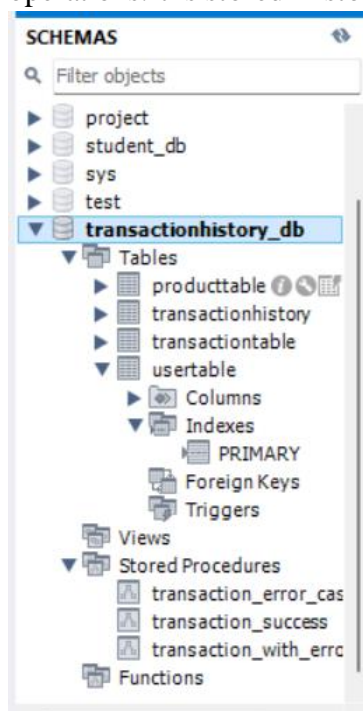 SCHEMAS
Filter objects
project
student_db
sys
test
transactionhistory_db
Tables
producttable
transactionhistory
transactiontable
usertable
Columns
Indexes
PRIMARY
Foreign Keys
Triggers
Views
Stored Procedures
transaction_error_cas
transaction_success
transaction_with_erro
Functions